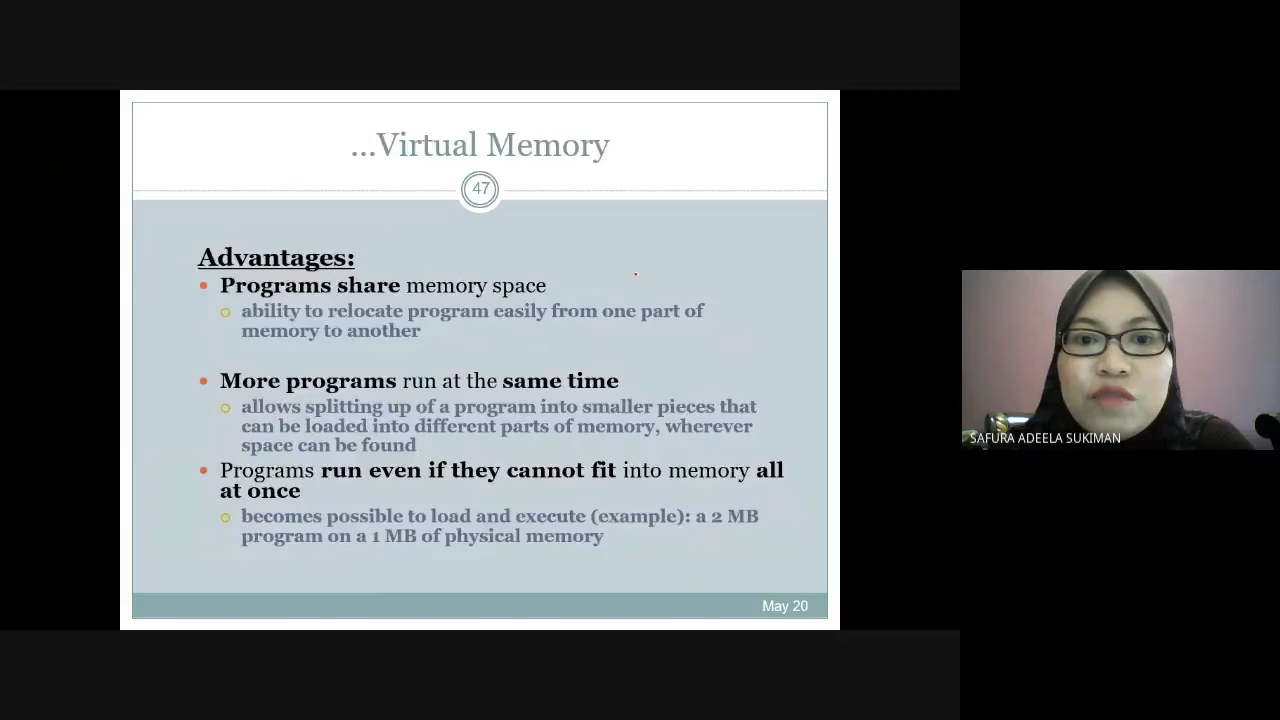 ...Virtual Memory
47
Advantages:
Programs share memory space
ability to relocate program easily from one part of
memory to another
More programs run at the same time
allows splitting up of a program into smaller pieces that
can be loaded into different parts of memory, wherever
space can be found
Programs run even if they cannot fit into memory all
at once
becomes possible to load and execute (example): a 2 MB
program on a 1 MB of physical memory
May 20
SAFURA ADEELA SUKIMAN